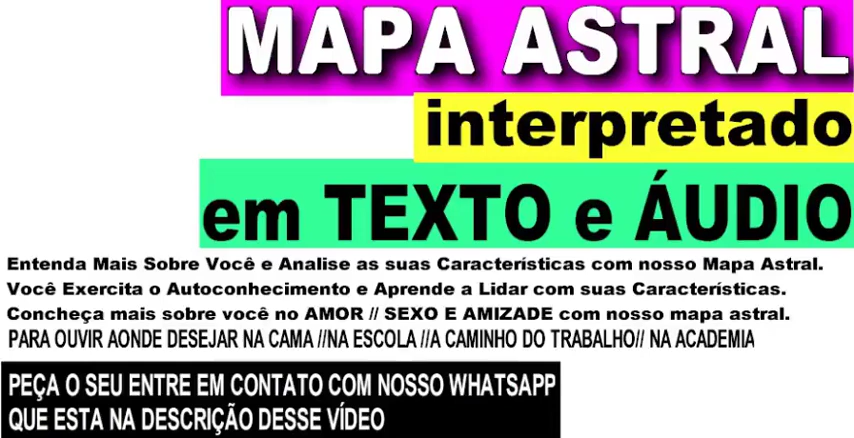 MAPA ASTRAL
interpretado
em TEXTO e ÁUDIO
Entenda Mais Sobre Você e Analise as suas Características com nosso Mapa Astral.
Você Exercita o Autoconhecimento e Aprende a Lidar com suas Características.
Concheça mais sobre você no AMOR // SEXO E AMIZADE com nosso mapa astral.
PARA OUVIR AONDE DESEJAR NA CAMA //NA ESCOLA //A CAMINHO DO TRABALHO// NA ACADEMIA
PEÇA O SEU ENTRE EM CONTATO COM NOSSO WHATSAPP
QUE ESTA NA DESCRIÇÃO DESSE VÍDEO